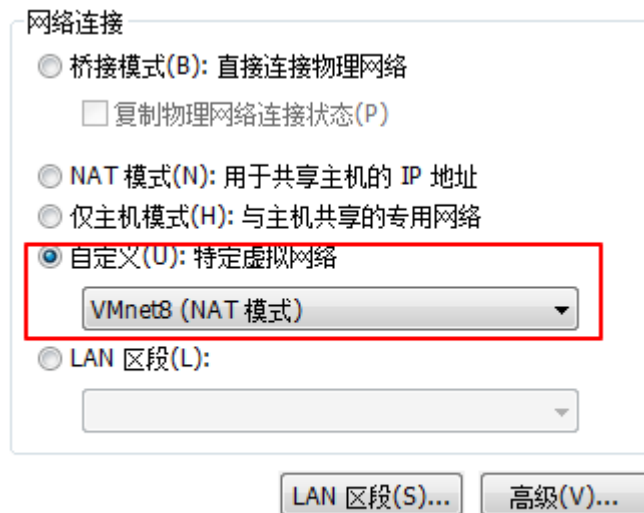 网络连接
桥接模式(B): 直接连接物理网络
复制物理网络连接状态(P)
NAT 模式(N): 用于共享主机的 IP 地址
仅主机模式(H): 与主机共享的专用网络
自定义(U): 特定虚拟网络
VMnet8 (NAT 模式)
LAN 区段(L):
LAN 区段(S)... 高级(V)...